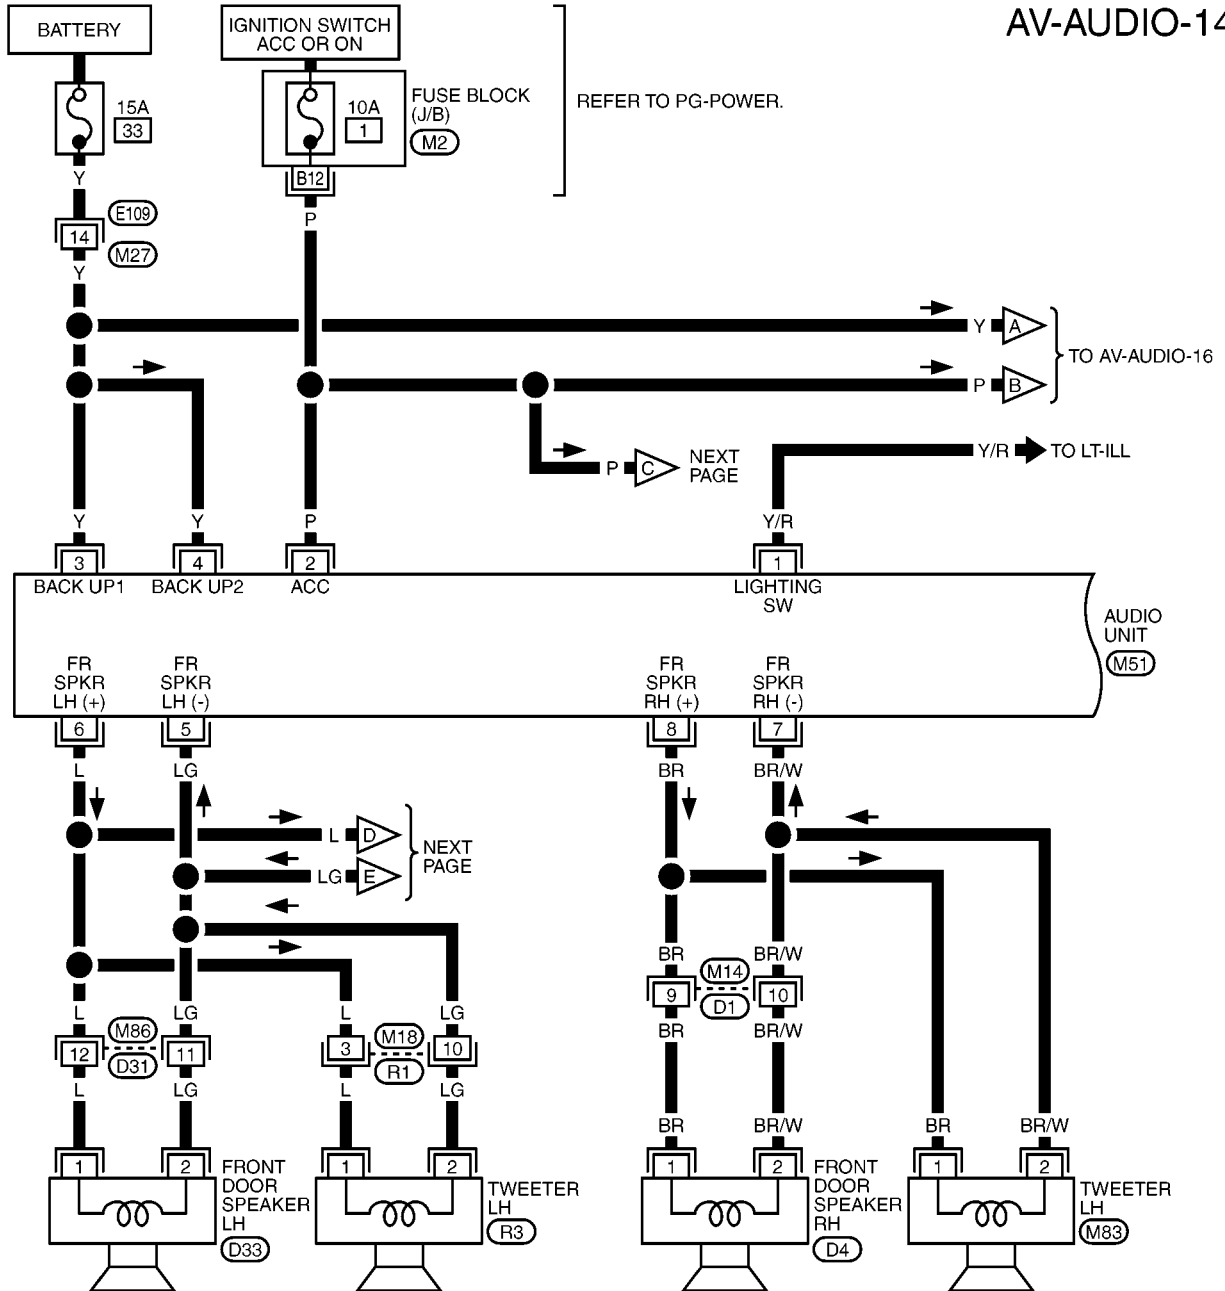 AV-AUDIO-14
BATTERY
IGNITION SWITCH
ACC OR ON
15A
33
10A
1
FUSE BLOCK
(J/B)
M2
REFER TO PG-POWER.
B12
Y
P
E109
14
M27
Y
Y
A
TO AV-AUDIO-16
P
B
Y/R
TO LT-ILL
P
C
NEXT
PAGE
Y
Y
P
Y/R
3
4
2
1
BACK UP1
BACK UP2
ACC
LIGHTING
SW
AUDIO
UNIT
M51
FR
SPKR
LH (+)
FR
SPKR
LH (-)
FR
SPKR
RH (+)
FR
SPKR
RH (-)
6
5
8
7
L
LG
BR
BR/W
L
D
LG
E
NEXT
PAGE
BR
BR/W
M14
9
10
D1
BR
BR/W
L
LG
L
LG
M86
12
11
D31
M18
3
10
R1
L
LG
L
LG
BR
BR/W
BR
BR/W
1
2
1
2
1
2
1
2
FRONT
DOOR
SPEAKER
LH
D33
TWEETER
LH
R3
FRONT
DOOR
SPEAKER
RH
D4
TWEETER
LH
M83